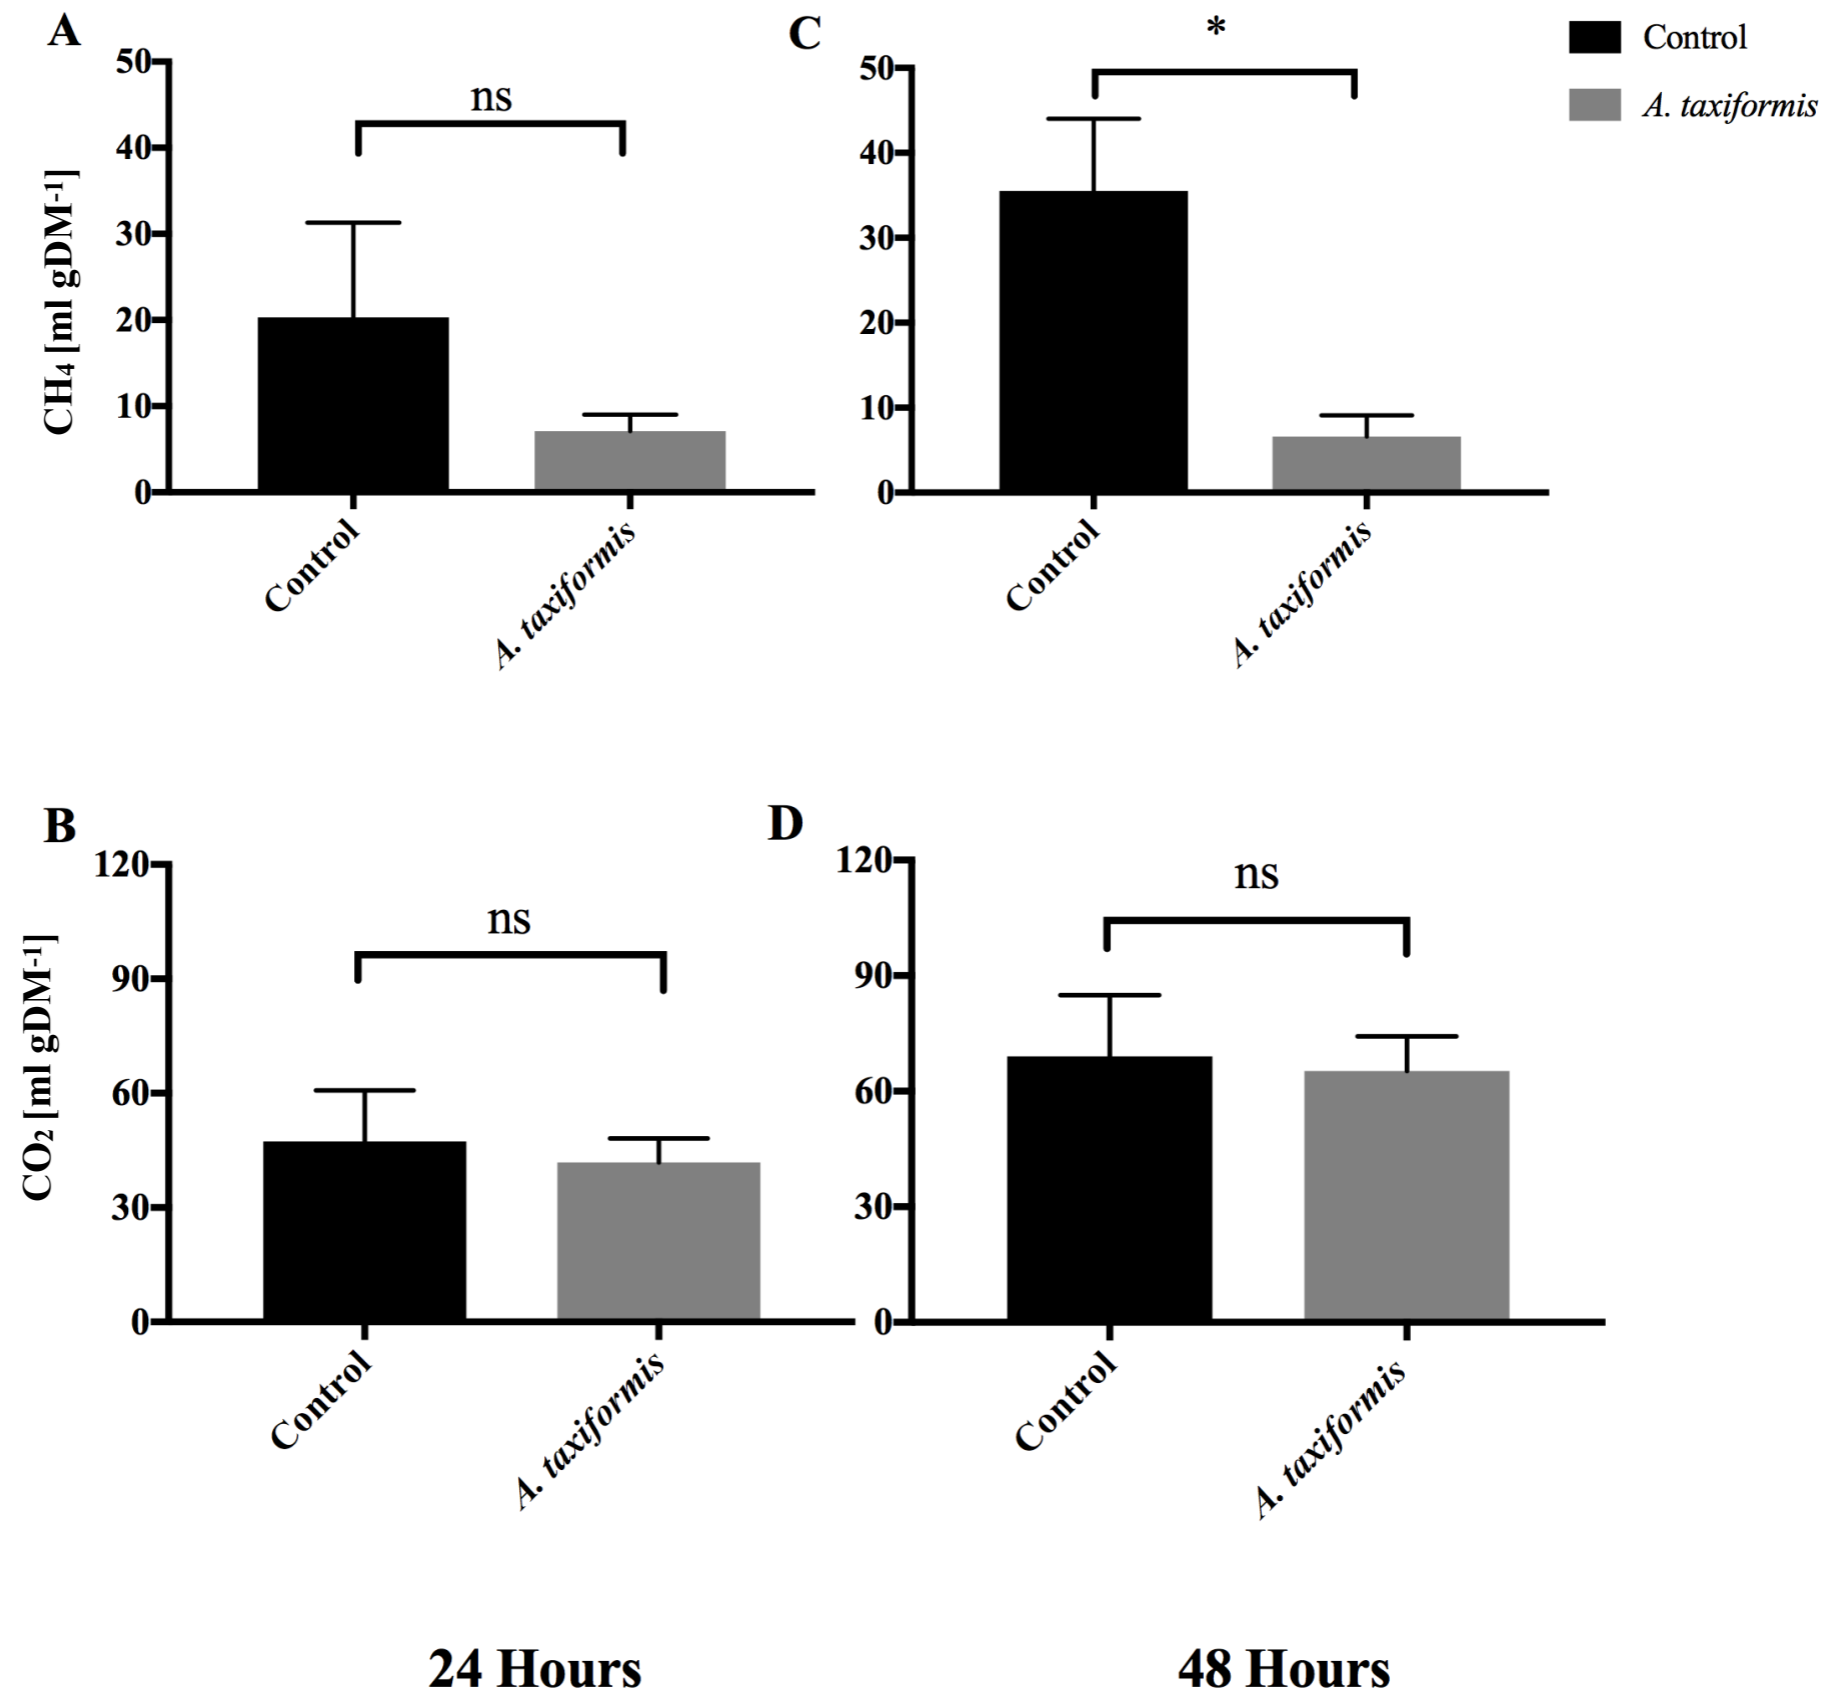 A
50
40
30
20
10
0
CH₄ [ml gDM⁻¹]
ns
Control
A. taxiformis
C
50
40
30
20
10
0
*
Control
A. taxiformis
Control
A. taxiformis
B
120
90
60
30
0
CO₂ [ml gDM⁻¹]
ns
Control
A. taxiformis
D
120
90
60
30
0
ns
Control
A. taxiformis
24 Hours
48 Hours